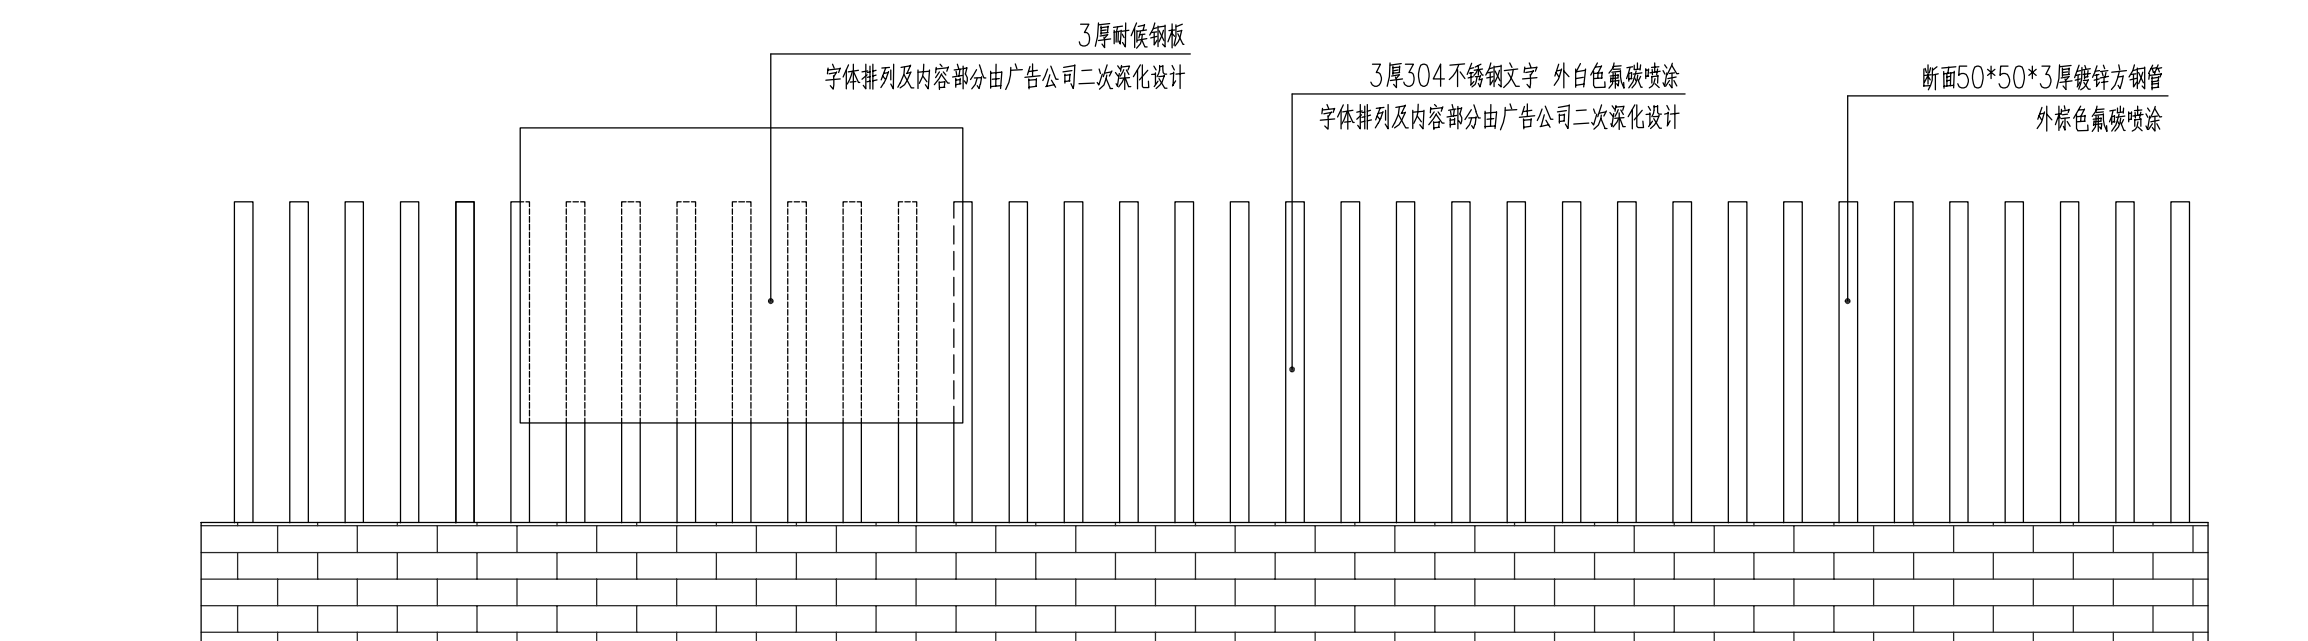 3厚耐候钢板
字体排列及内容部分由广告公司二次深化设计
3厚304不锈钢文字 外白色氟碳喷涂
字体排列及内容部分由广告公司二次深化设计
断面50*50*3厚镀锌方钢管
外棕色氟碳喷涂